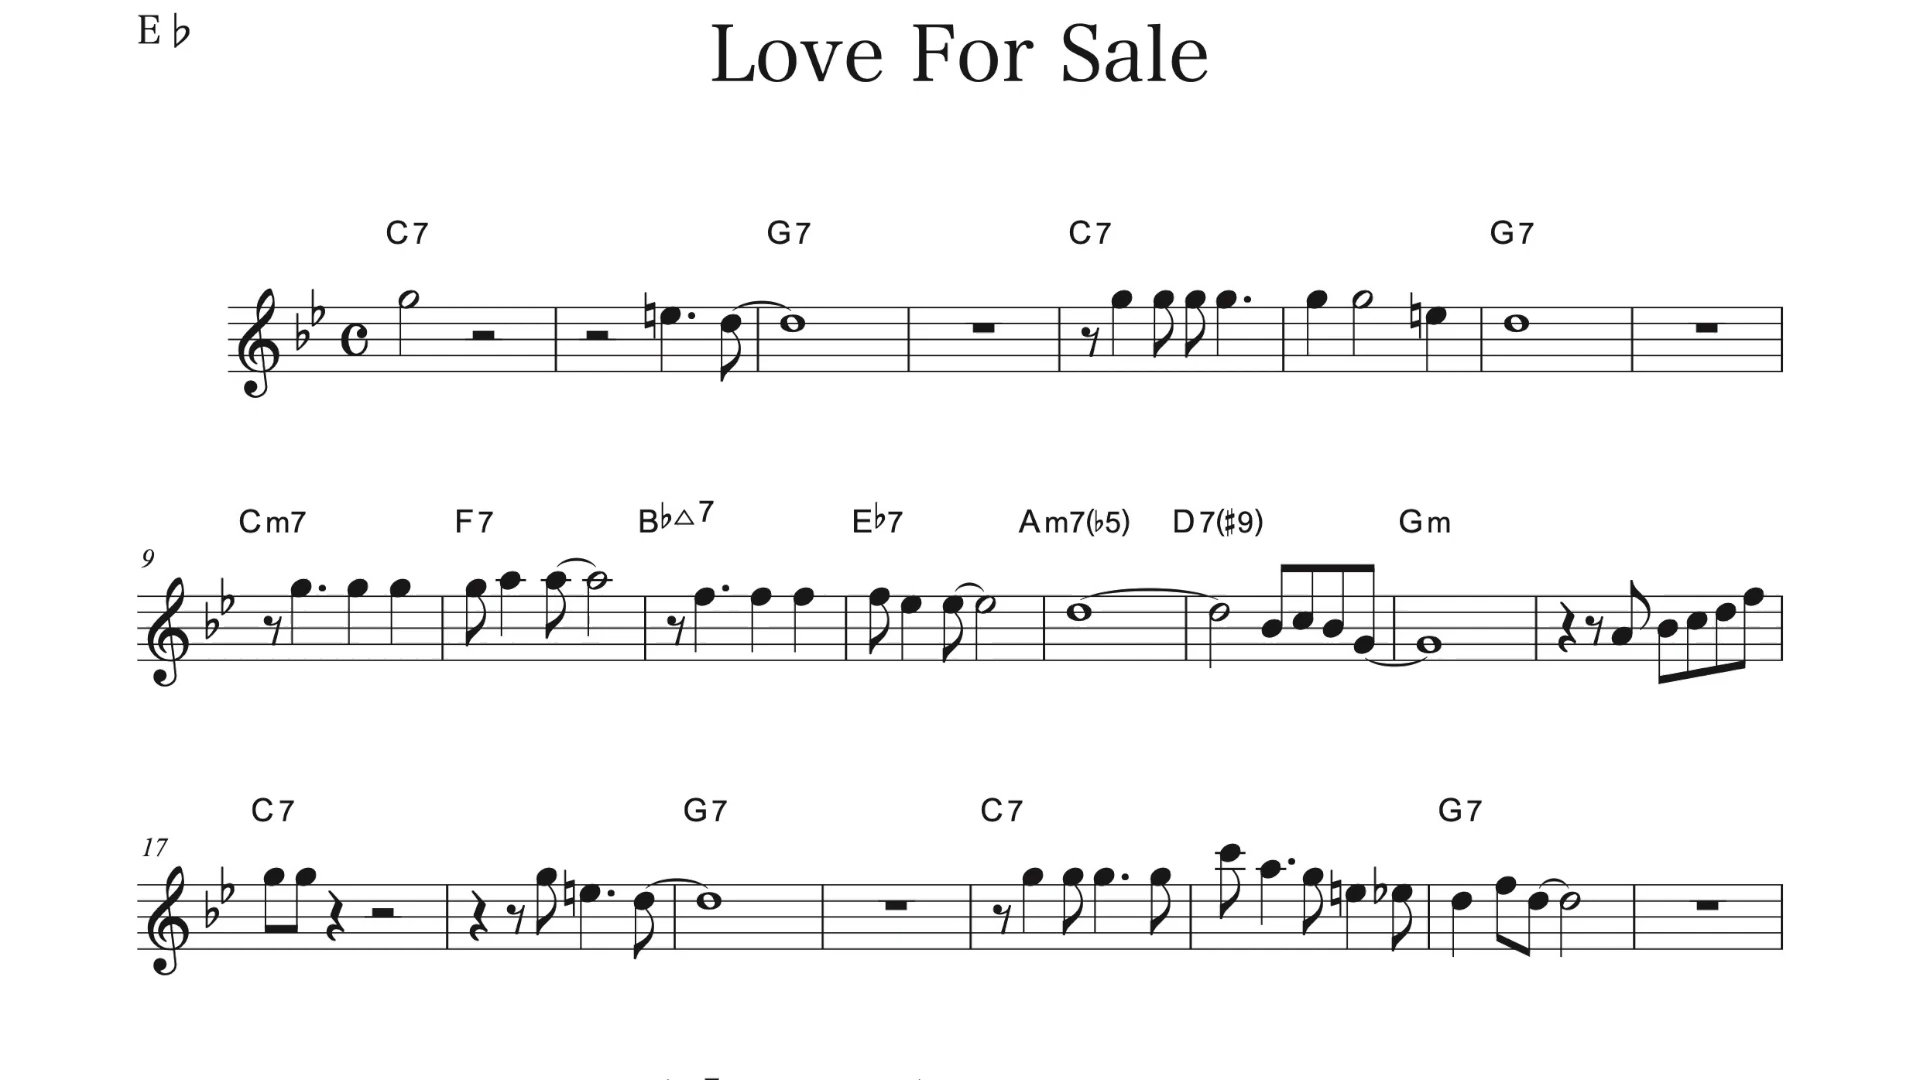 E♭
Love For Sale
C7 G7 C7 G7
Cm7 F7 B♭△7 E♭7 Am7(♭5) D7(♯9) Gm
9
C7 G7 C7 G7
17